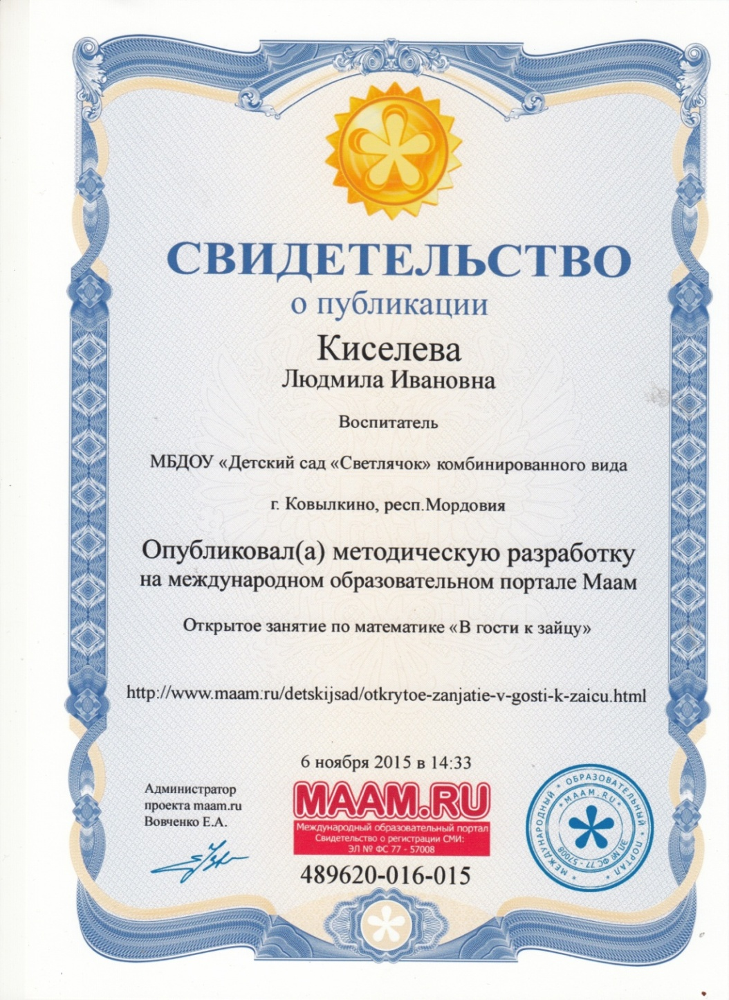 СВИДЕТЕЛЬСТВО
о публикации
Киселева
Людмила Ивановна
Воспитатель
МБДОУ «Детский сад «Светлячок» комбинированного вида
г. Ковылкино, респ.Мордовия
Опубликовал(а) методическую разработку
на международном образовательном портале Маам
Открытое занятие по математике «В гости к зайцу»
http://www.maam.ru/detskijsad/otkrytoe-zanjatie-v-gosti-k-zaicu.html
6 ноября 2015 в 14:33
Администратор
проекта maam.ru
Вовченко Е.А.
MAAM.RU
Международный образовательный портал
Свидетельство о регистрации СМИ:
ЭЛ № ФС 77 - 57008
489620-016-015
* МЕЖДУНАРОДНЫЙ * ОБРАЗОВАТЕЛЬНЫЙ * ПОРТАЛ *
* MAAM.RU *
ЭЛ № ФС 77 - 57008